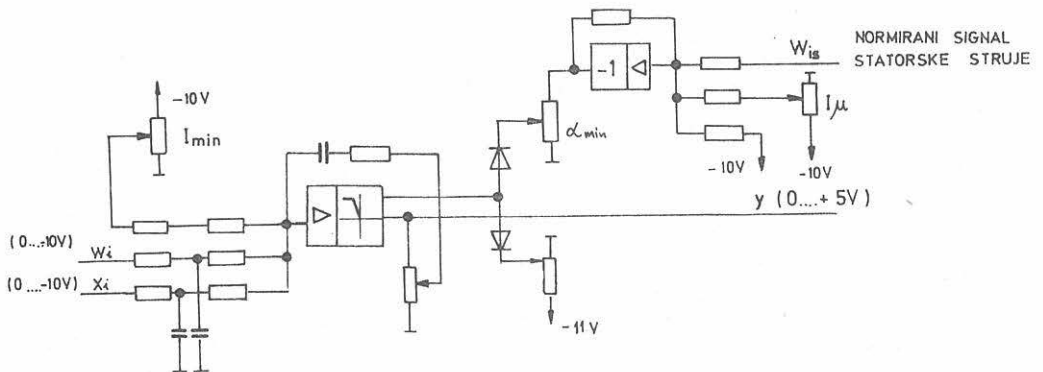 NORMIRANI SIGNAL
STATORSKE STRUJE
Wis
-1
Iμ
αmin
-10V
-10V
-10V
Imin
y (0....+ 5V)
(0...-10V)
Wi
(0....-10V)
Xi
-11V